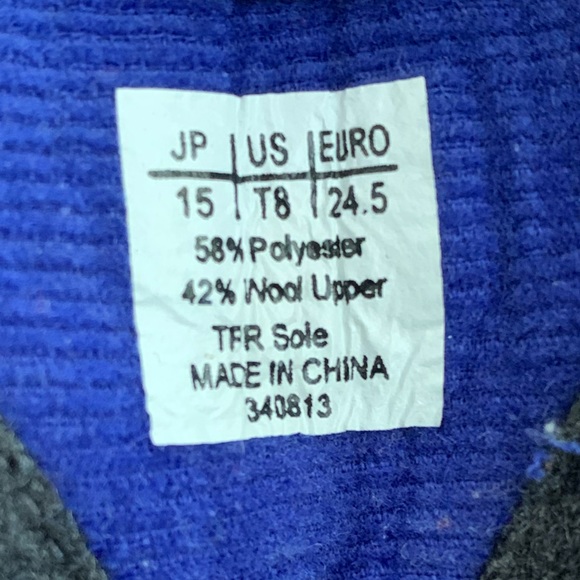 JP | US | EURO
15 | T8 | 24.5
58% Polyester
42% Wool Upper
TPR Sole
MADE IN CHINA
340813